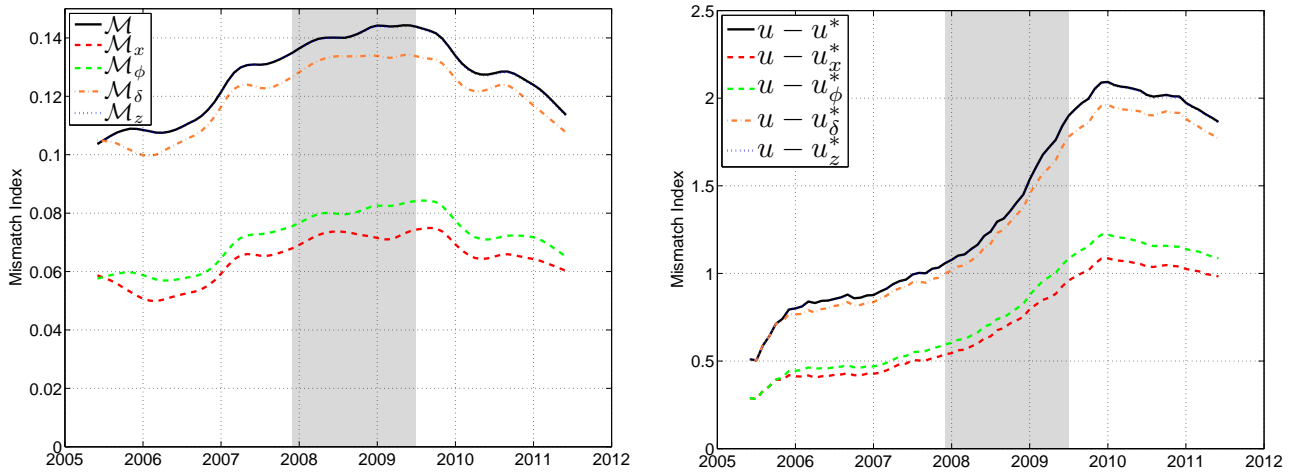 0.14
0.12
0.1
0.08
0.06
0.04
0.02
0
Mismatch Index
ℳ
ℳ_x
ℳ_ϕ
ℳ_δ
ℳ_z
2005 2006 2007 2008 2009 2010 2011 2012
2.5
2
1.5
1
0.5
0
Mismatch Index
u − u*
u − u*_x
u − u*_ϕ
u − u*_δ
u − u*_z
2005 2006 2007 2008 2009 2010 2011 2012